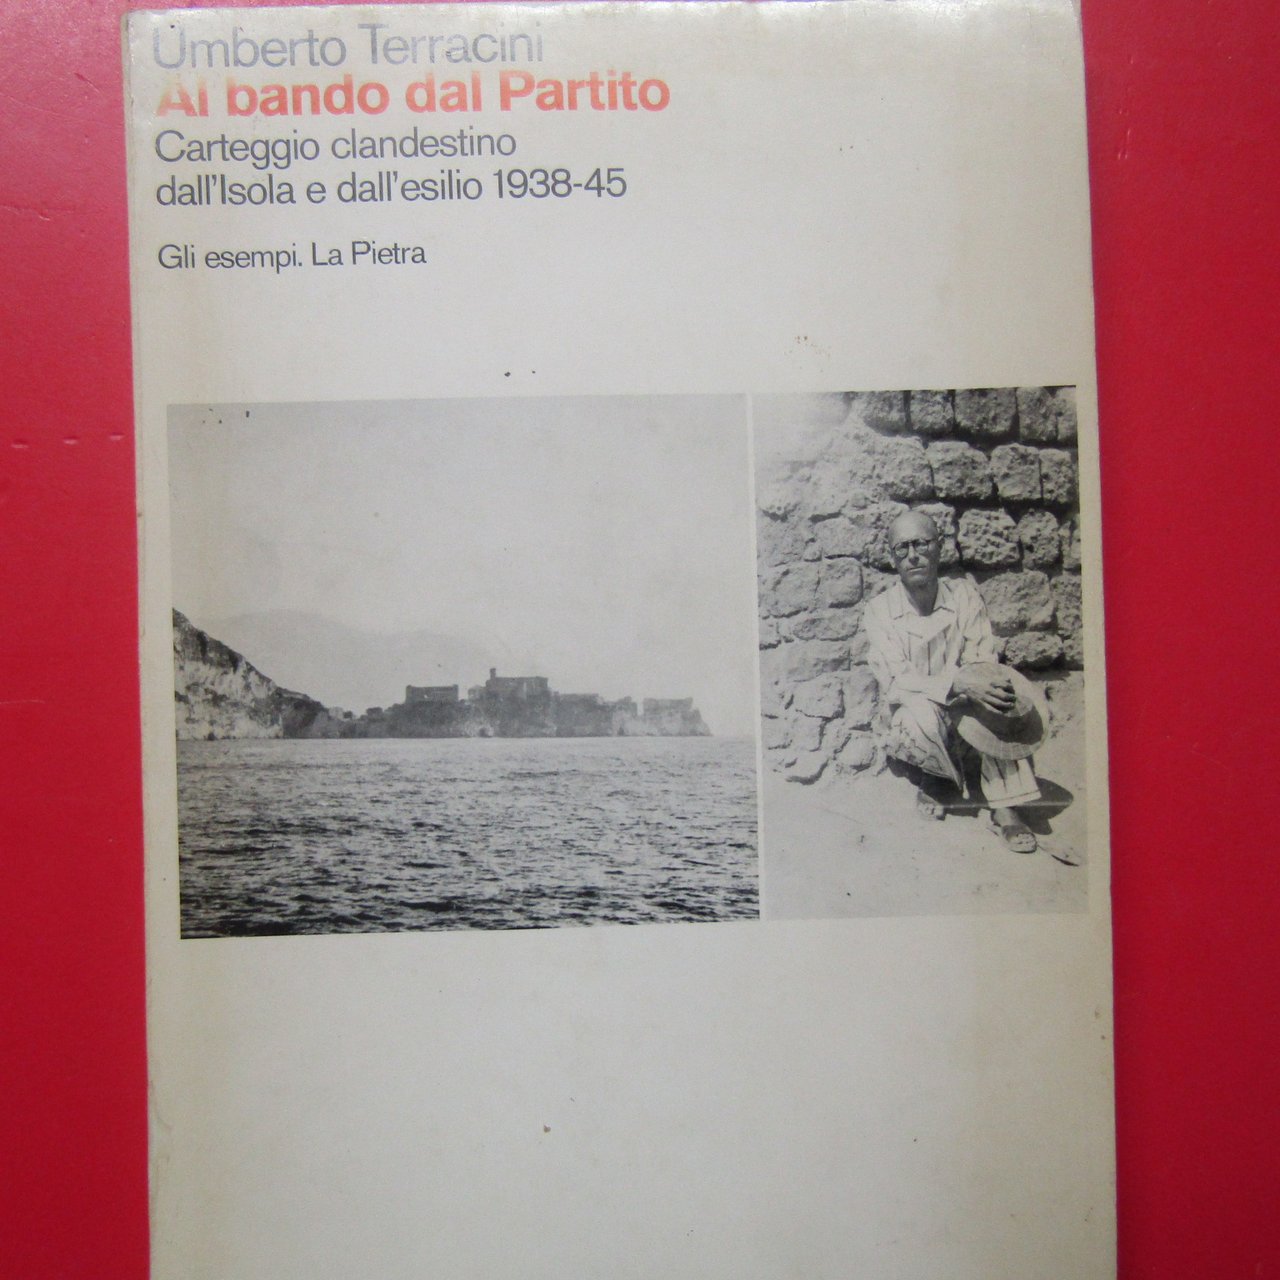 Umberto Terracini
Al bando dal Partito
Carteggio clandestino
dall'Isola e dall'esilio 1938-45
Gli esempi. La Pietra